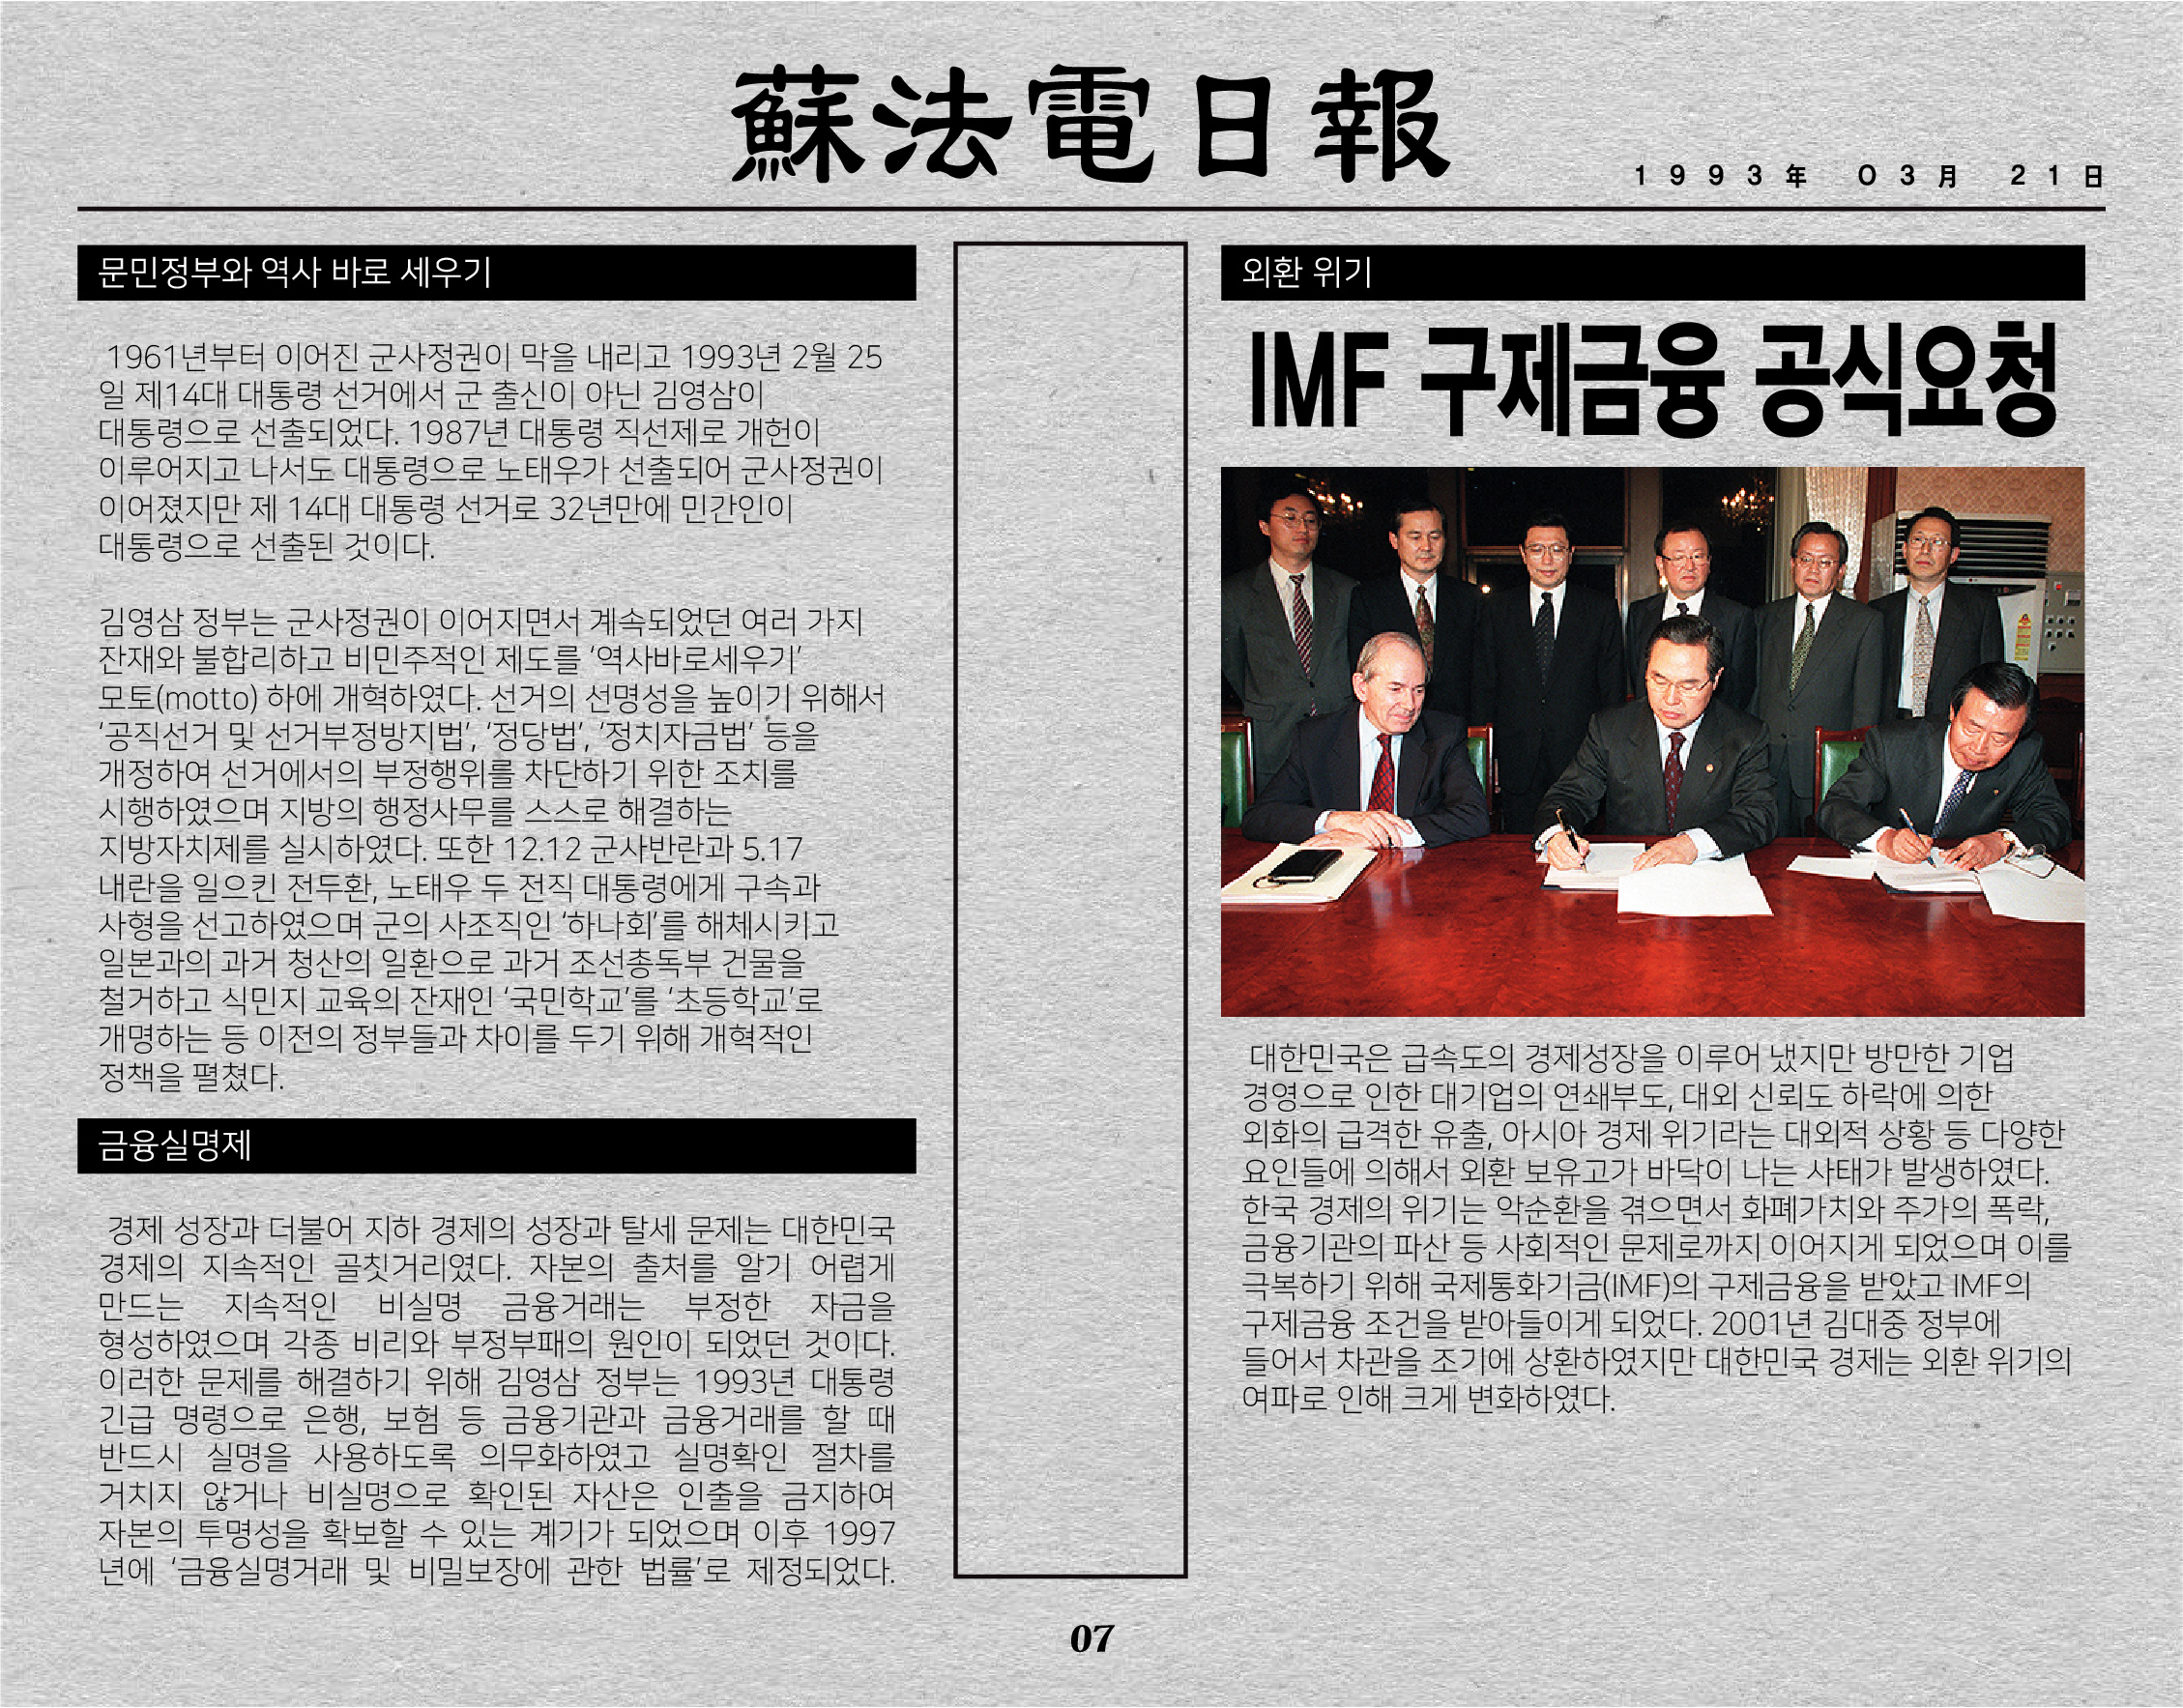 蘇法電日報
1993年 03月 21日
문민정부와 역사 바로 세우기
1961년부터 이어진 군사정권이 막을 내리고 1993년 2월 25
일 제14대 대통령 선거에서 군 출신이 아닌 김영삼이
대통령으로 선출되었다. 1987년 대통령 직선제로 개헌이
이루어지고 나서도 대통령으로 노태우가 선출되어 군사정권이
이어졌지만 제 14대 대통령 선거로 32년만에 민간인이
대통령으로 선출된 것이다.
김영삼 정부는 군사정권이 이어지면서 계속되었던 여러 가지
잔재와 불합리하고 비민주적인 제도를 ‘역사바로세우기’
모토(motto) 하에 개혁하였다. 선거의 선명성을 높이기 위해서
‘공직선거 및 선거부정방지법’, ‘정당법’, ‘정치자금법’ 등을
개정하여 선거에서의 부정행위를 차단하기 위한 조치를
시행하였으며 지방의 행정사무를 스스로 해결하는
지방자치제를 실시하였다. 또한 12.12 군사반란과 5.17
내란을 일으킨 전두환, 노태우 두 전직 대통령에게 구속과
사형을 선고하였으며 군의 사조직인 ‘하나회’를 해체시키고
일본과의 과거 청산의 일환으로 과거 조선총독부 건물을
철거하고 식민지 교육의 잔재인 ‘국민학교’를 ‘초등학교’로
개명하는 등 이전의 정부들과 차이를 두기 위해 개혁적인
정책을 펼쳤다.
금융실명제
경제 성장과 더불어 지하 경제의 성장과 탈세 문제는 대한민국
경제의 지속적인 골칫거리였다. 자본의 출처를 알기 어렵게
만드는 지속적인 비실명 금융거래는 부정한 자금을
형성하였으며 각종 비리와 부정부패의 원인이 되었던 것이다.
이러한 문제를 해결하기 위해 김영삼 정부는 1993년 대통령
긴급 명령으로 은행, 보험 등 금융기관과 금융거래를 할 때
반드시 실명을 사용하도록 의무화하였고 실명확인 절차를
거치지 않거나 비실명으로 확인된 자산은 인출을 금지하여
자본의 투명성을 확보할 수 있는 계기가 되었으며 이후 1997
년에 ‘금융실명거래 및 비밀보장에 관한 법률’로 제정되었다.
외환 위기
IMF 구제금융 공식요청
대한민국은 급속도의 경제성장을 이루어 냈지만 방만한 기업
경영으로 인한 대기업의 연쇄부도, 대외 신뢰도 하락에 의한
외화의 급격한 유출, 아시아 경제 위기라는 대외적 상황 등 다양한
요인들에 의해서 외환 보유고가 바닥이 나는 사태가 발생하였다.
한국 경제의 위기는 악순환을 겪으면서 화폐가치와 주가의 폭락,
금융기관의 파산 등 사회적인 문제로까지 이어지게 되었으며 이를
극복하기 위해 국제통화기금(IMF)의 구제금융을 받았고 IMF의
구제금융 조건을 받아들이게 되었다. 2001년 김대중 정부에
들어서 차관을 조기에 상환하였지만 대한민국 경제는 외환 위기의
여파로 인해 크게 변화하였다.
07